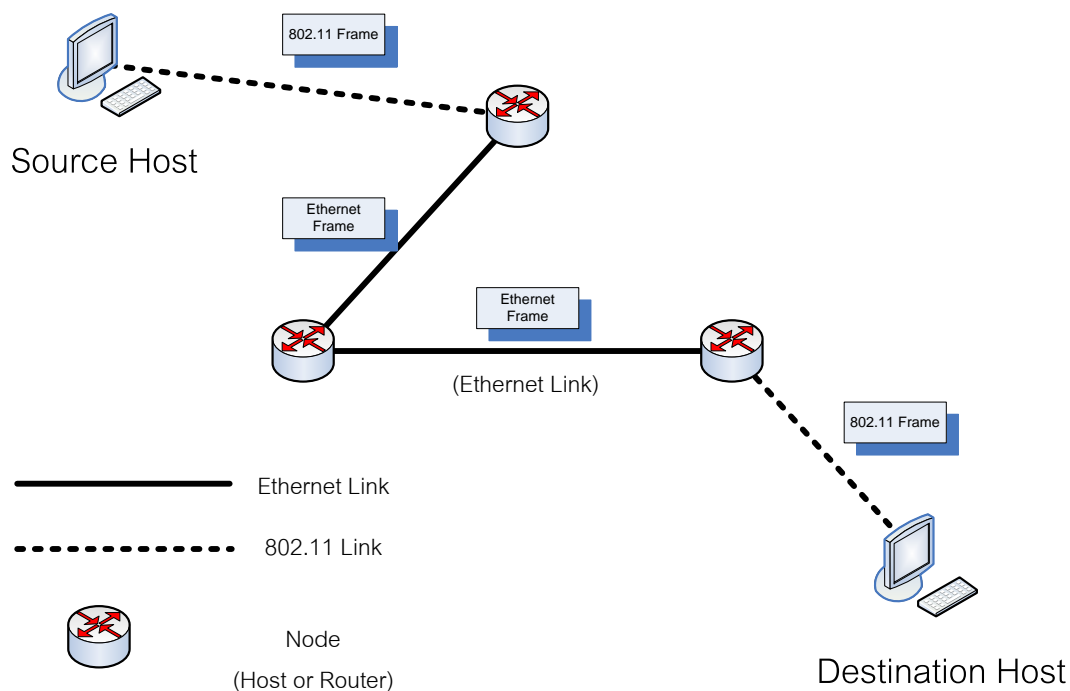 802.11 Frame
Source Host
Ethernet
Frame
Ethernet
Frame
(Ethernet Link)
802.11 Frame
Ethernet Link
802.11 Link
Node
(Host or Router)
Destination Host